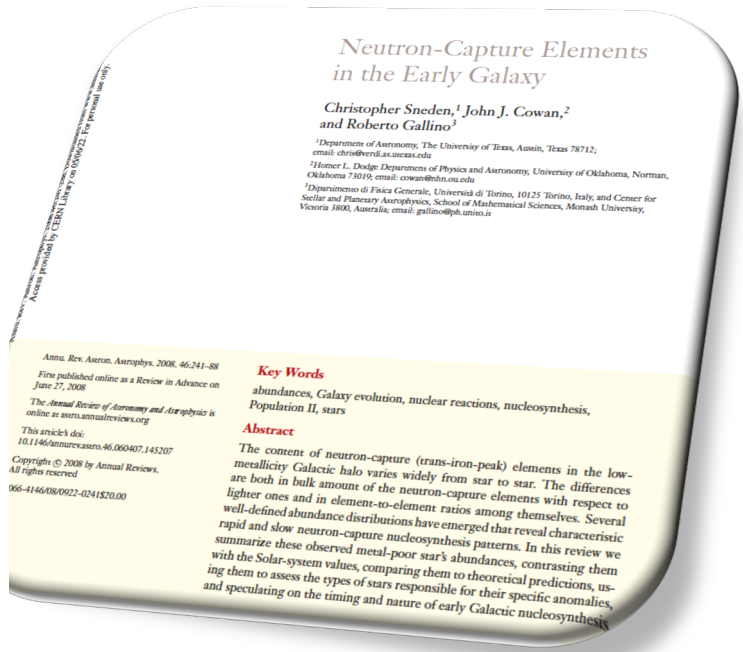 Neutron-Capture Elements
in the Early Galaxy
Christopher Sneden,¹ John J. Cowan,²
and Roberto Gallino³
¹Department of Astronomy, The University of Texas, Austin, Texas 78712;
email: chris@verdi.as.utexas.edu
²Homer L. Dodge Department of Physics and Astronomy, University of Oklahoma, Norman,
Oklahoma 73019; email: cowan@nhn.ou.edu
³Dipartimento di Fisica Generale, Università di Torino, 10125 Torino, Italy, and Center for
Stellar and Planetary Astrophysics, School of Mathematical Sciences, Monash University,
Victoria 3800, Australia; email: gallino@ph.unito.it
Access provided by CERN Library on 05/06/22. For personal use only.
Annu. Rev. Astron. Astrophys. 2008. 46:241–88
First published online as a Review in Advance on
June 27, 2008
The Annual Review of Astronomy and Astrophysics is
online at astro.annualreviews.org
This article's doi:
10.1146/annurev.astro.46.060407.145207
Copyright © 2008 by Annual Reviews.
All rights reserved
066-4146/08/0922-0241$20.00
Key Words
abundances, Galaxy evolution, nuclear reactions, nucleosynthesis,
Population II, stars
Abstract
The content of neutron-capture (trans-iron-peak) elements in the low-
metallicity Galactic halo varies widely from star to star. The differences
are both in bulk amount of the neutron-capture elements with respect to
lighter ones and in element-to-element ratios among themselves. Several
well-defined abundance distributions have emerged that reveal characteristic
rapid and slow neutron-capture nucleosynthesis patterns. In this review we
summarize these observed metal-poor star's abundances, contrasting them
with the Solar-system values, comparing them to theoretical predictions, us-
ing them to assess the types of stars responsible for their specific anomalies,
and speculating on the timing and nature of early Galactic nucleosynthesis